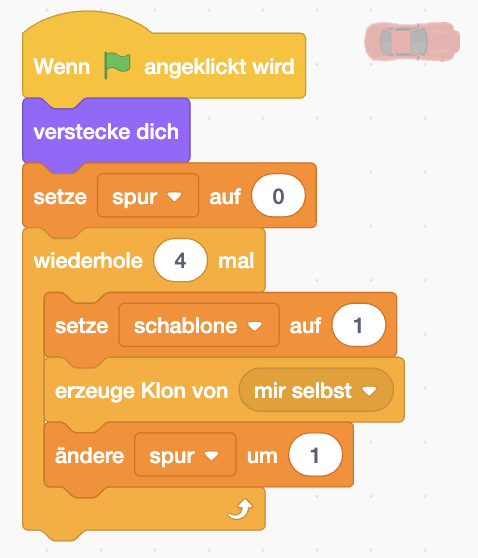 Wenn angeklickt wird
verstecke dich
setze spur auf 0
wiederhole 4 mal
setze schablone auf 1
erzeuge Klon von mir selbst
ändere spur um 1